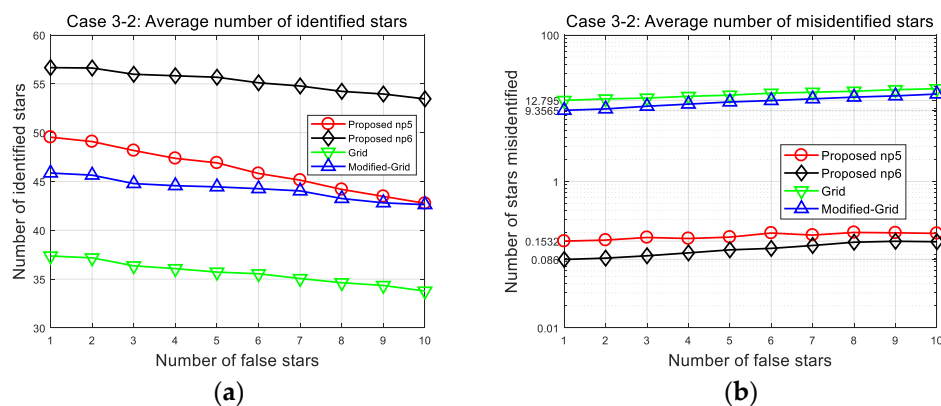 Case 3-2: Average number of identified stars
60
55
50
45
40
35
30
Number of identified stars
Proposed np5
Proposed np6
Grid
Modified-Grid
1 2 3 4 5 6 7 8 9 10
Number of false stars
(a)
Case 3-2: Average number of stars misidentified
100
12.795
9.3565
1
0.1532
0.086
0.01
Number of stars misidentified
Proposed np5
Proposed np6
Grid
Modified-Grid
1 2 3 4 5 6 7 8 9 10
Number of false stars
(b)